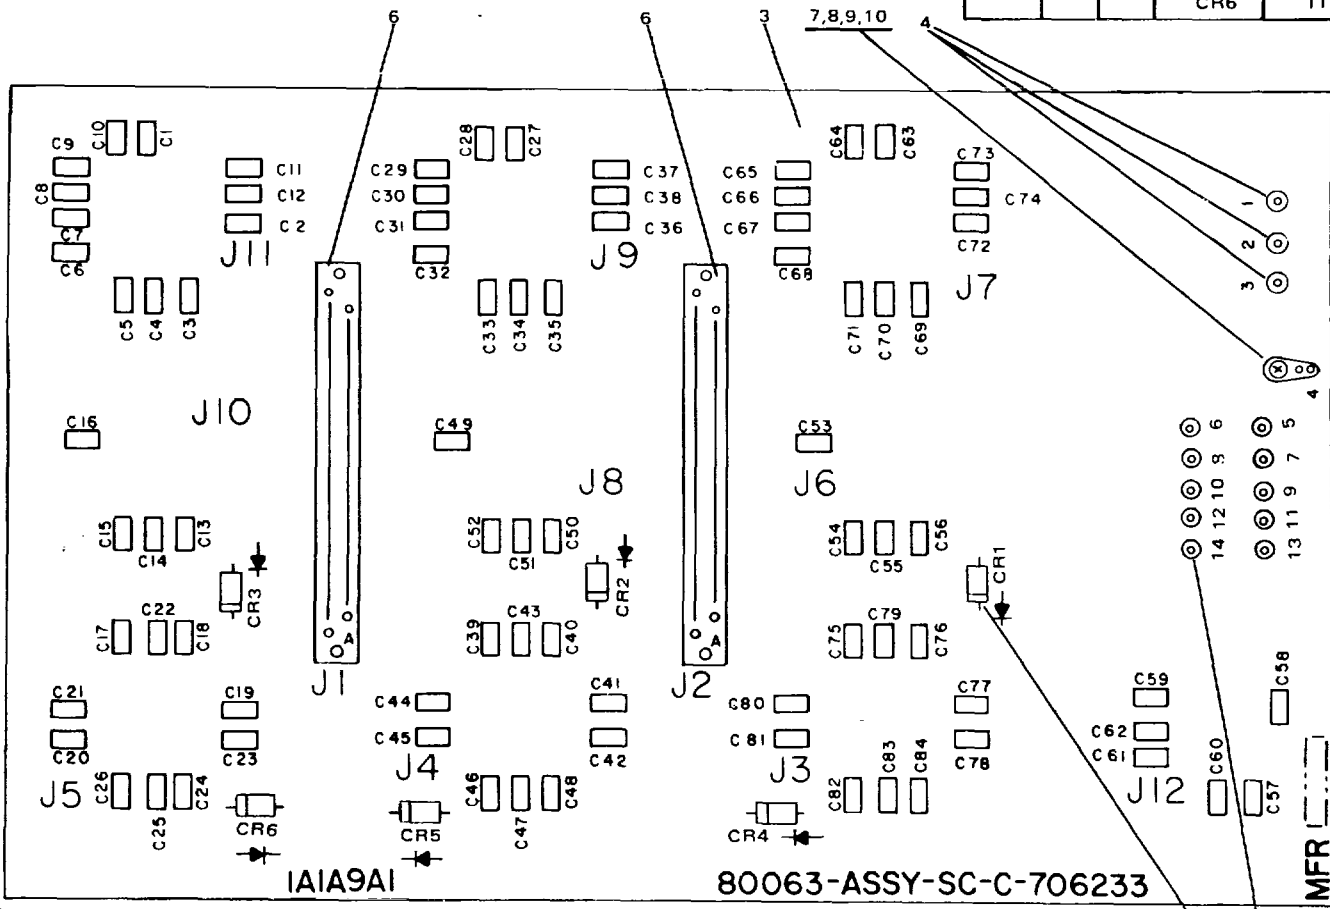 CR6 11
6 6 3 7,8,9,10 4
C10 C1 C28 C27 C64 C63
C9 C11 C29 C37 C65 C73
C8 C12 C30 C38 C66 C74 1
C7 C2 C31 C36 C67 2
C6 J11 C32 J9 C68 C72 3
J7
C5 C4 C3 C33 C34 C35 C71 C70 C69
4
J10
C16 C49 C53 6 5
8 7
J8 J6 10 9
C15 C13 C52 C50 C54 C56 12 11
C14 C51 C55 14 13
CR3 CR2 CR1
C17 C22 C18 C39 C43 C40 C75 C79 C76
A A
J1 J2
C21 C19 C44 C41 C80 C77 C59 C58
C20 C23 C45 C42 C81 C78 C62
C61
J5 J4 J3 J12
C26 C24 C46 C48 C82 C83 C84 C60 C57
C25 C47
CR6 CR5 CR4
1A1A9A1 80063-ASSY-SC-C-706233 MFR